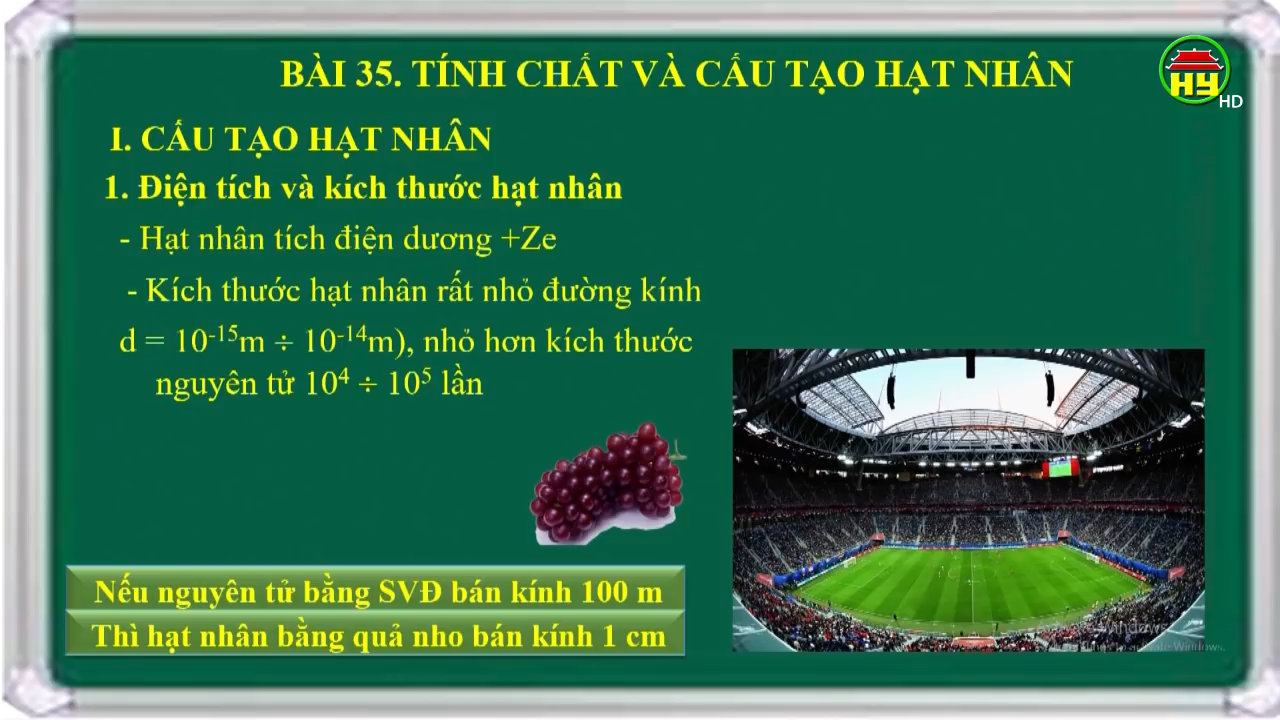 BÀI 35. TÍNH CHẤT VÀ CẤU TẠO HẠT NHÂN
HY
HD
I. CẤU TẠO HẠT NHÂN
1. Điện tích và kích thước hạt nhân
- Hạt nhân tích điện dương +Ze
- Kích thước hạt nhân rất nhỏ đường kính
d = 10⁻¹⁵m ÷ 10⁻¹⁴m), nhỏ hơn kích thước
nguyên tử 10⁴ ÷ 10⁵ lần
Nếu nguyên tử bằng SVĐ bán kính 100 m
Thì hạt nhân bằng quả nho bán kính 1 cm